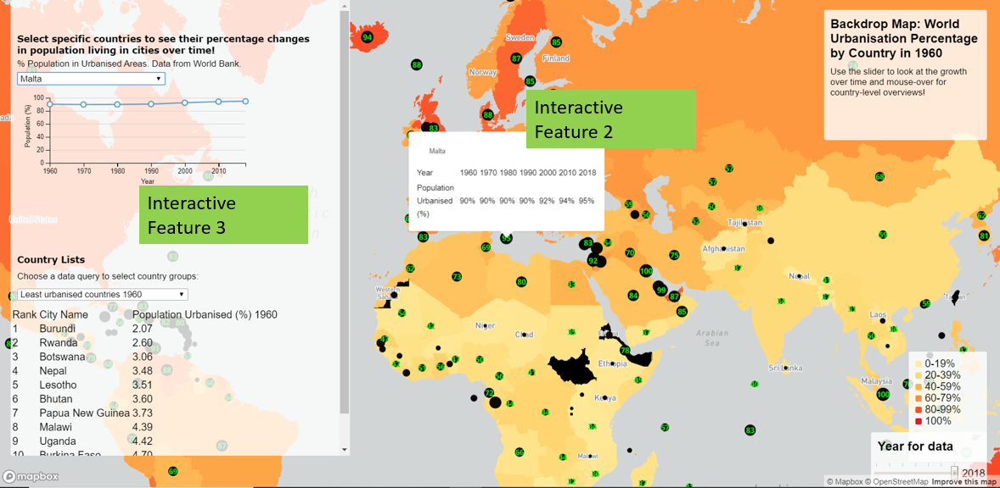 Select specific countries to see their percentage changes
in population living in cities over time!
% Population in Urbanised Areas. Data from World Bank.
Malta
Population (%)
100
80
60
40
20
0
1960 1970 1980 1990 2000 2010
Year
Interactive
Feature 3
Country Lists
Choose a data query to select country groups:
Least urbanised countries 1960
Rank City Name Population Urbanised (%) 1960
1 Burundi 2.07
2 Rwanda 2.60
3 Botswana 3.06
4 Nepal 3.48
5 Lesotho 3.51
6 Bhutan 3.60
7 Papua New Guinea 3.73
8 Malawi 4.39
9 Uganda 4.42
10 Burkina Faso 4.70
mapbox
United States
94
88
Sweden
85
87
Finland
Norway
85
88
83
Interactive
Feature 2
Malta
Year 1960 1970 1980 1990 2000 2010 2018
Population
Urbanised 90% 90% 90% 90% 92% 94% 95%
(%)
Backdrop Map: World
Urbanisation Percentage
by Country in 1960
Use the slider to look at the growth
over time and mouse-over for
country-level overviews!
57
68
57
62
Tajikistan
59
81
83
69
83
70
75
Afghanistan
92
62
73
80
100
Nepal
84
99
87
Western
85
Laos
Niger
Chad
Arabian
Sea
78
Ethiopia
Sri Lanka
Malaysia
100
72
Kenya
57
83
66
Malawi
69
0-19%
20-39%
40-59%
60-79%
80-99%
100%
Year for data
2018
© Mapbox © OpenStreetMap Improve this map